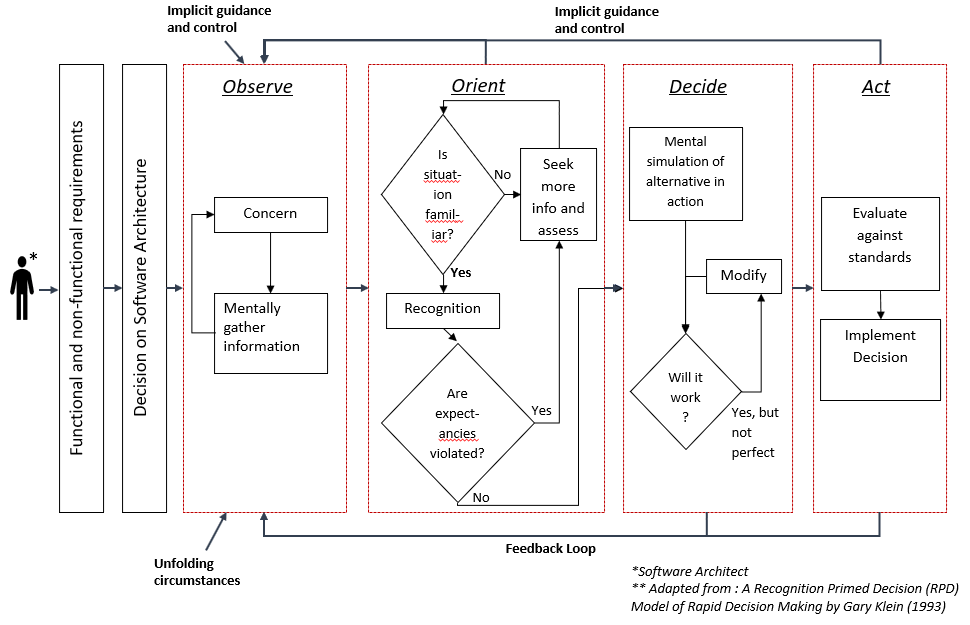 Implicit guidance
and control
Implicit guidance
and control
*
Functional and non-functional requirements
Decision on Software Architecture
Observe
Concern
Mentally
gather
information
Orient
Is
situat-
ion
famil-
iar?
No
Seek
more
info and
assess
Yes
Recognition
Are
expect-
ancies
violated?
Yes
No
Decide
Mental
simulation of
alternative in
action
Modify
Will it
work
?
Yes, but
not
perfect
Act
Evaluate
against
standards
Implement
Decision
Unfolding
circumstances
Feedback Loop
*Software Architect
** Adapted from : A Recognition Primed Decision (RPD)
Model of Rapid Decision Making by Gary Klein (1993)